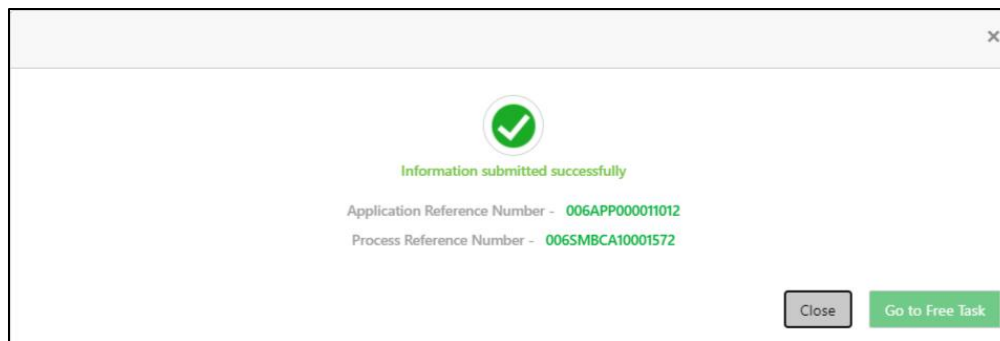 ×
Information submitted successfully
Application Reference Number - 006APP000011012
Process Reference Number - 006SMBCA10001572
Close
Go to Free Task